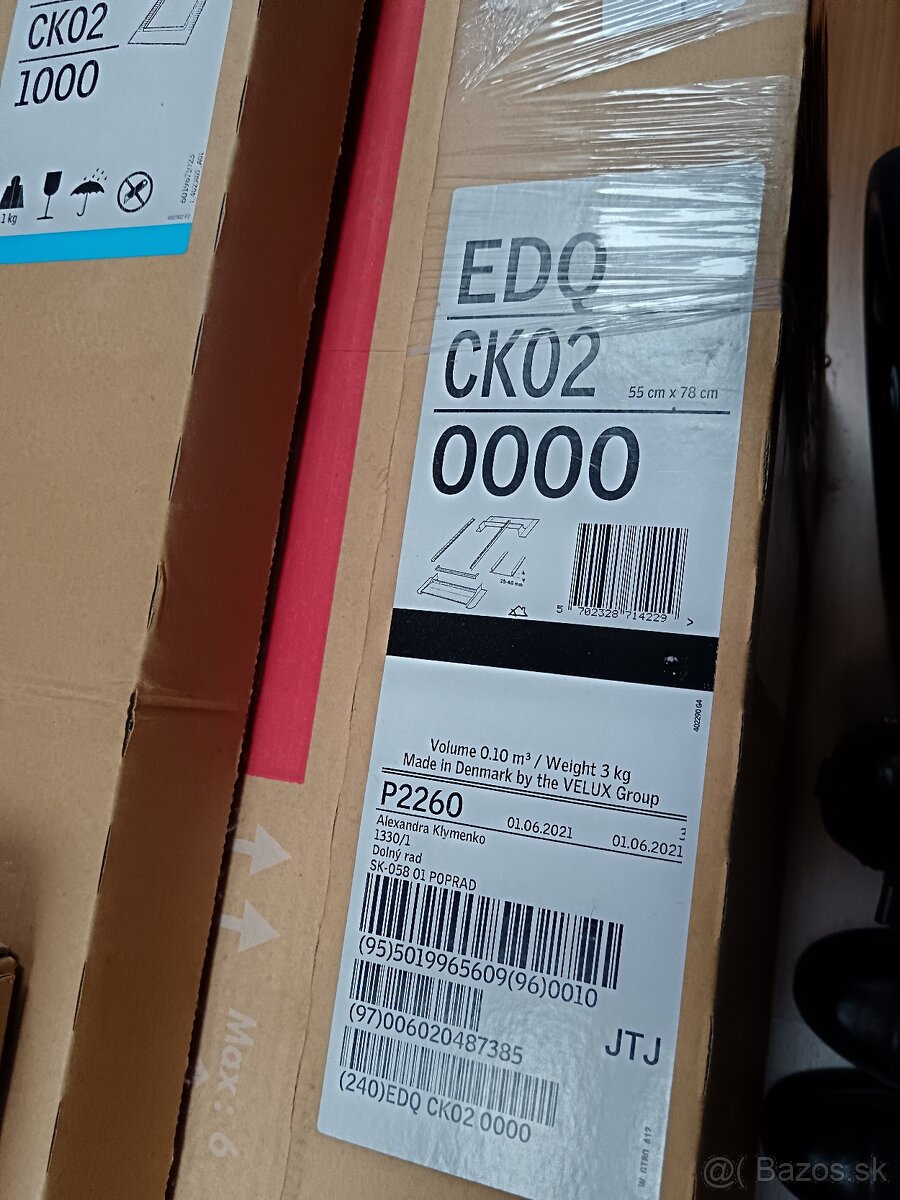 CK02
1000
1 kg
EDQ
CK02
55 cm x 78 cm
0000
5 702328 714229 >
Volume 0.10 m³ / Weight 3 kg
Made in Denmark by the VELUX Group
P2260
01.06.2021
01.06.2021
Alexandra Klymenko
1330/1
Dolný rad
SK-058 01 POPRAD
(95)5019965609(96)0010
(97)006020487385
JTJ
(240)EDQ CK02 0000
Max: 6
@( Bazos.sk